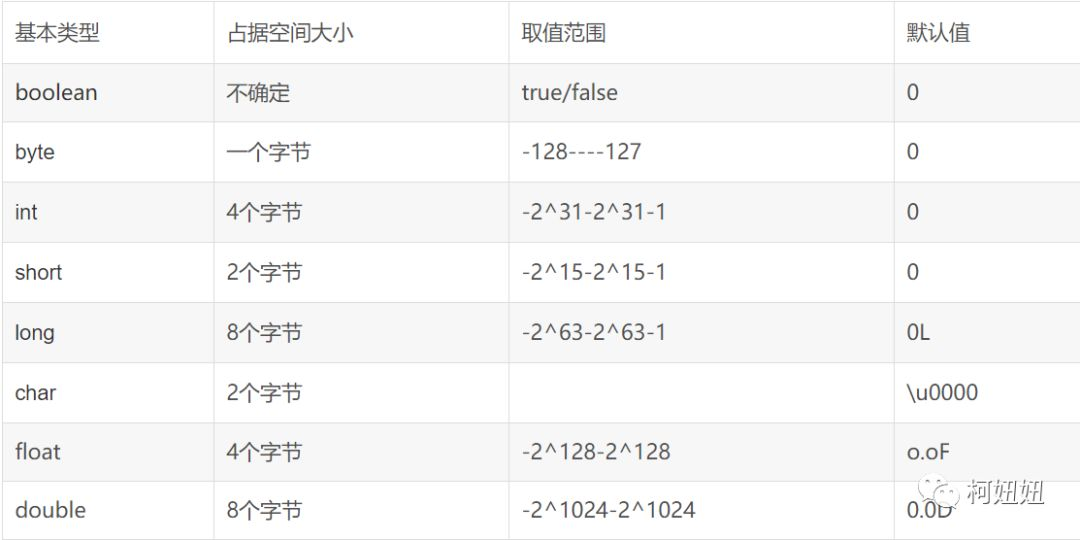 基本类型 占据空间大小 取值范围 默认值
boolean 不确定 true/false 0
byte 一个字节 -128----127 0
int 4个字节 -2^31-2^31-1 0
short 2个字节 -2^15-2^15-1 0
long 8个字节 -2^63-2^63-1 0L
char 2个字节 \u0000
float 4个字节 -2^128-2^128 o.oF
double 8个字节 -2^1024-2^1024 0.0D
柯妞妞